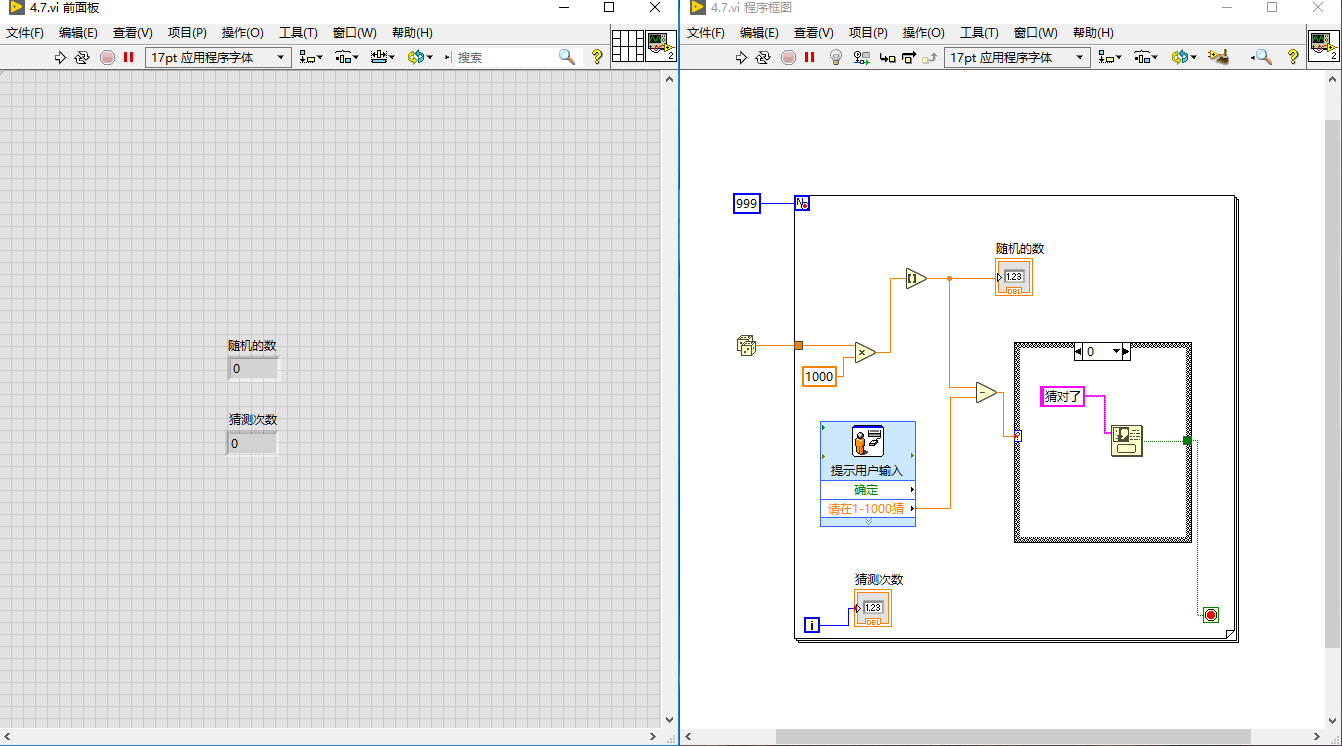 4.7.vi 前面板
文件(F) 编辑(E) 查看(V) 项目(P) 操作(O) 工具(T) 窗口(W) 帮助(H)
17pt 应用程序字体
搜索
2
随机的数
0
猜测次数
0
4.7.vi 程序框图
文件(F) 编辑(E) 查看(V) 项目(P) 操作(O) 工具(T) 窗口(W) 帮助(H)
17pt 应用程序字体
2
999
N
随机的数
1.23
DBL
1000
0
猜对了
提示用户输入
确定
请在1-1000猜
猜测次数
1.23
DBL
i